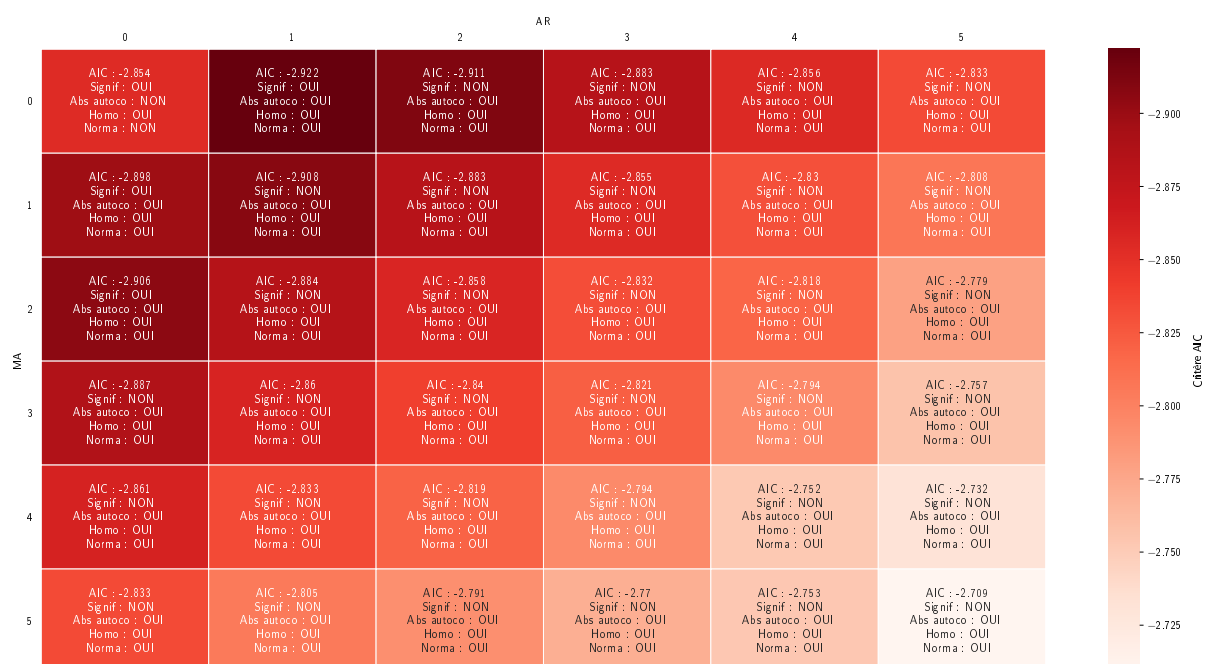 AR
0 1 2 3 4 5
0
AIC : -2.854
Signif : OUI
Abs autoco : NON
Homo : OUI
Norma : NON
AIC : -2.922
Signif : OUI
Abs autoco : OUI
Homo : OUI
Norma : OUI
AIC : -2.911
Signif : NON
Abs autoco : OUI
Homo : OUI
Norma : OUI
AIC : -2.883
Signif : NON
Abs autoco : OUI
Homo : OUI
Norma : OUI
AIC : -2.856
Signif : NON
Abs autoco : OUI
Homo : OUI
Norma : OUI
AIC : -2.833
Signif : NON
Abs autoco : OUI
Homo : OUI
Norma : OUI
1
AIC : -2.898
Signif : OUI
Abs autoco : OUI
Homo : OUI
Norma : OUI
AIC : -2.908
Signif : NON
Abs autoco : OUI
Homo : OUI
Norma : OUI
AIC : -2.883
Signif : NON
Abs autoco : OUI
Homo : OUI
Norma : OUI
AIC : -2.855
Signif : NON
Abs autoco : OUI
Homo : OUI
Norma : OUI
AIC : -2.83
Signif : NON
Abs autoco : OUI
Homo : OUI
Norma : OUI
AIC : -2.808
Signif : NON
Abs autoco : OUI
Homo : OUI
Norma : OUI
2
AIC : -2.906
Signif : OUI
Abs autoco : OUI
Homo : OUI
Norma : OUI
AIC : -2.884
Signif : NON
Abs autoco : OUI
Homo : OUI
Norma : OUI
AIC : -2.858
Signif : NON
Abs autoco : OUI
Homo : OUI
Norma : OUI
AIC : -2.832
Signif : NON
Abs autoco : OUI
Homo : OUI
Norma : OUI
AIC : -2.818
Signif : NON
Abs autoco : OUI
Homo : OUI
Norma : OUI
AIC : -2.779
Signif : NON
Abs autoco : OUI
Homo : OUI
Norma : OUI
MA
3
AIC : -2.887
Signif : NON
Abs autoco : OUI
Homo : OUI
Norma : OUI
AIC : -2.86
Signif : NON
Abs autoco : OUI
Homo : OUI
Norma : OUI
AIC : -2.84
Signif : NON
Abs autoco : OUI
Homo : OUI
Norma : OUI
AIC : -2.821
Signif : NON
Abs autoco : OUI
Homo : OUI
Norma : OUI
AIC : -2.794
Signif : NON
Abs autoco : OUI
Homo : OUI
Norma : OUI
AIC : -2.757
Signif : NON
Abs autoco : OUI
Homo : OUI
Norma : OUI
4
AIC : -2.861
Signif : NON
Abs autoco : OUI
Homo : OUI
Norma : OUI
AIC : -2.833
Signif : NON
Abs autoco : OUI
Homo : OUI
Norma : OUI
AIC : -2.819
Signif : NON
Abs autoco : OUI
Homo : OUI
Norma : OUI
AIC : -2.794
Signif : NON
Abs autoco : OUI
Homo : OUI
Norma : OUI
AIC : -2.752
Signif : NON
Abs autoco : OUI
Homo : OUI
Norma : OUI
AIC : -2.732
Signif : NON
Abs autoco : OUI
Homo : OUI
Norma : OUI
5
AIC : -2.833
Signif : NON
Abs autoco : OUI
Homo : OUI
Norma : OUI
AIC : -2.805
Signif : NON
Abs autoco : OUI
Homo : OUI
Norma : OUI
AIC : -2.791
Signif : NON
Abs autoco : OUI
Homo : OUI
Norma : OUI
AIC : -2.77
Signif : NON
Abs autoco : OUI
Homo : OUI
Norma : OUI
AIC : -2.753
Signif : NON
Abs autoco : OUI
Homo : OUI
Norma : OUI
AIC : -2.709
Signif : NON
Abs autoco : OUI
Homo : OUI
Norma : OUI
−2.900
−2.875
−2.850
−2.825
−2.800
−2.775
−2.750
−2.725
Critère AIC